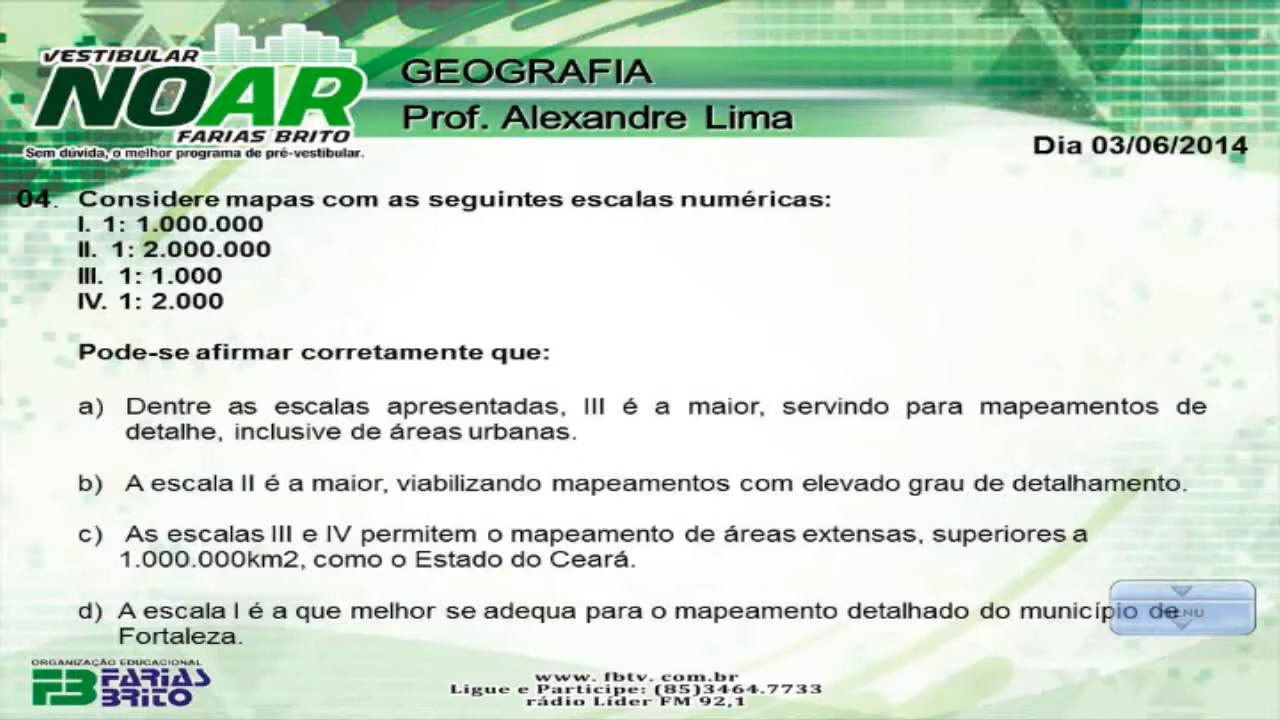 VESTIBULAR
NOAR
FARIAS BRITO
Sem dúvida, o melhor programa de pré-vestibular.
GEOGRAFIA
Prof. Alexandre Lima
Dia 03/06/2014
04. Considere mapas com as seguintes escalas numéricas:
I. 1: 1.000.000
II. 1: 2.000.000
III. 1: 1.000
IV. 1: 2.000
Pode-se afirmar corretamente que:
a) Dentre as escalas apresentadas, III é a maior, servindo para mapeamentos de
detalhe, inclusive de áreas urbanas.
b) A escala II é a maior, viabilizando mapeamentos com elevado grau de detalhamento.
c) As escalas III e IV permitem o mapeamento de áreas extensas, superiores a
1.000.000km2, como o Estado do Ceará.
d) A escala I é a que melhor se adequa para o mapeamento detalhado do município de
Fortaleza.
MENU
ORGANIZAÇÃO EDUCACIONAL
FB FARIAS
BRITO
www. fbtv. com.br
Ligue e Participe: (85)3464.7733
rádio Líder FM 92,1